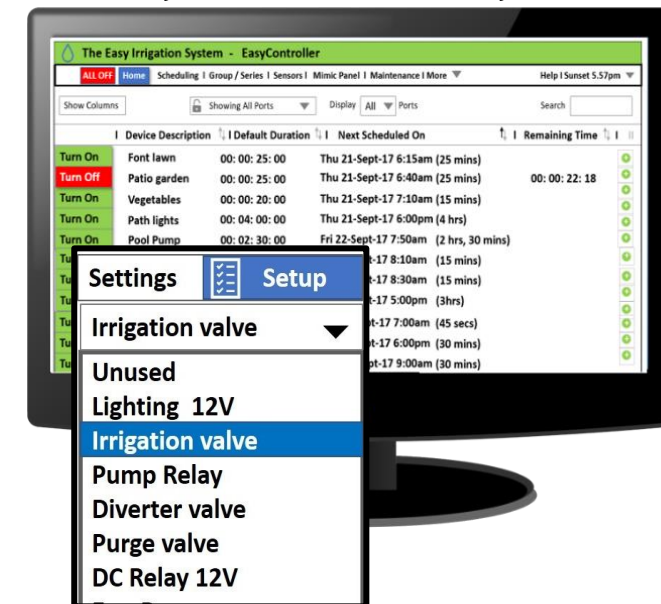 The Easy Irrigation System - EasyController
ALL OFF Home Scheduling I Group / Series I Sensors I Mimic Panel I Maintenance I More Help I Sunset 5.57pm
Show Columns Showing All Ports Display All Ports Search
I Device Description I Default Duration I Next Scheduled On I Remaining Time I
Turn On Font lawn 00: 00: 25: 00 Thu 21-Sept-17 6:15am (25 mins)
Turn Off Patio garden 00: 00: 25: 00 Thu 21-Sept-17 6:40am (25 mins) 00: 00: 22: 18
Turn On Vegetables 00: 00: 20: 00 Thu 21-Sept-17 7:10am (15 mins)
Turn On Path lights 00: 04: 00: 00 Thu 21-Sept-17 6:00pm (4 hrs)
Turn On Pool Pump 00: 02: 30: 00 Fri 22-Sept-17 7:50am (2 hrs, 30 mins)
t-17 8:10am (15 mins)
t-17 8:30am (15 mins)
t-17 5:00pm (3hrs)
t-17 7:00am (45 secs)
t-17 6:00pm (30 mins)
pt-17 9:00am (30 mins)
Settings Setup
Irrigation valve
Unused
Lighting 12V
Irrigation valve
Pump Relay
Diverter valve
Purge valve
DC Relay 12V